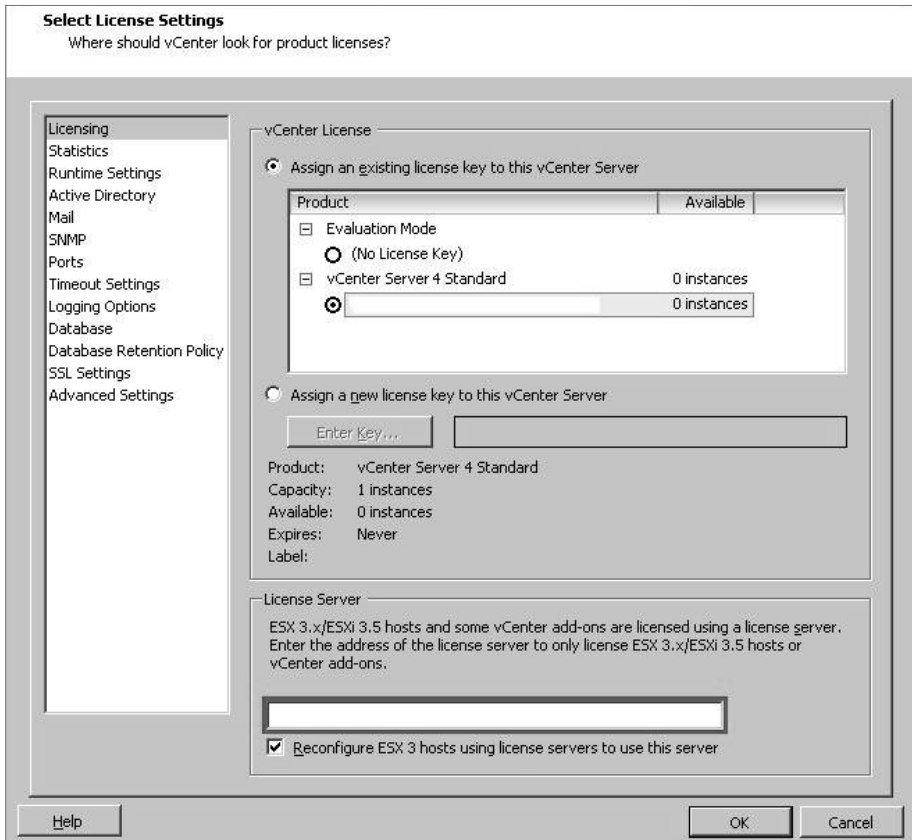 Select License Settings
Where should vCenter look for product licenses?
Licensing
Statistics
Runtime Settings
Active Directory
Mail
SNMP
Ports
Timeout Settings
Logging Options
Database
Database Retention Policy
SSL Settings
Advanced Settings
vCenter License
Assign an existing license key to this vCenter Server
Product Available
Evaluation Mode
(No License Key)
vCenter Server 4 Standard 0 instances
0 instances
Assign a new license key to this vCenter Server
Enter Key...
Product: vCenter Server 4 Standard
Capacity: 1 instances
Available: 0 instances
Expires: Never
Label:
License Server
ESX 3.x/ESXi 3.5 hosts and some vCenter add-ons are licensed using a license server.
Enter the address of the license server to only license ESX 3.x/ESXi 3.5 hosts or
vCenter add-ons.
Reconfigure ESX 3 hosts using license servers to use this server
Help OK Cancel